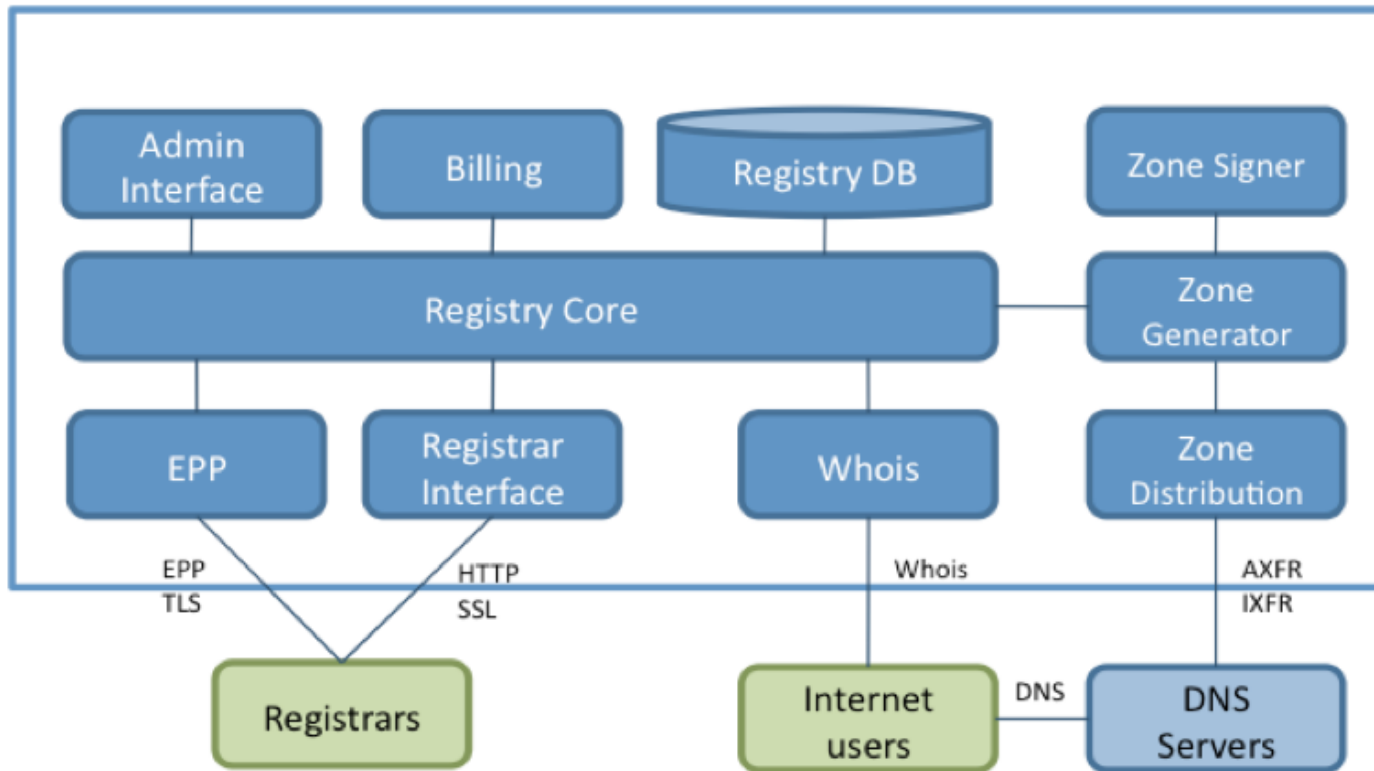 Admin
Interface
Billing
Registry DB
Zone Signer
Registry Core
Zone
Generator
EPP
Registrar
Interface
Whois
Zone
Distribution
EPP
TLS
HTTP
SSL
Whois
AXFR
IXFR
Registrars
Internet
users
DNS
DNS
Servers